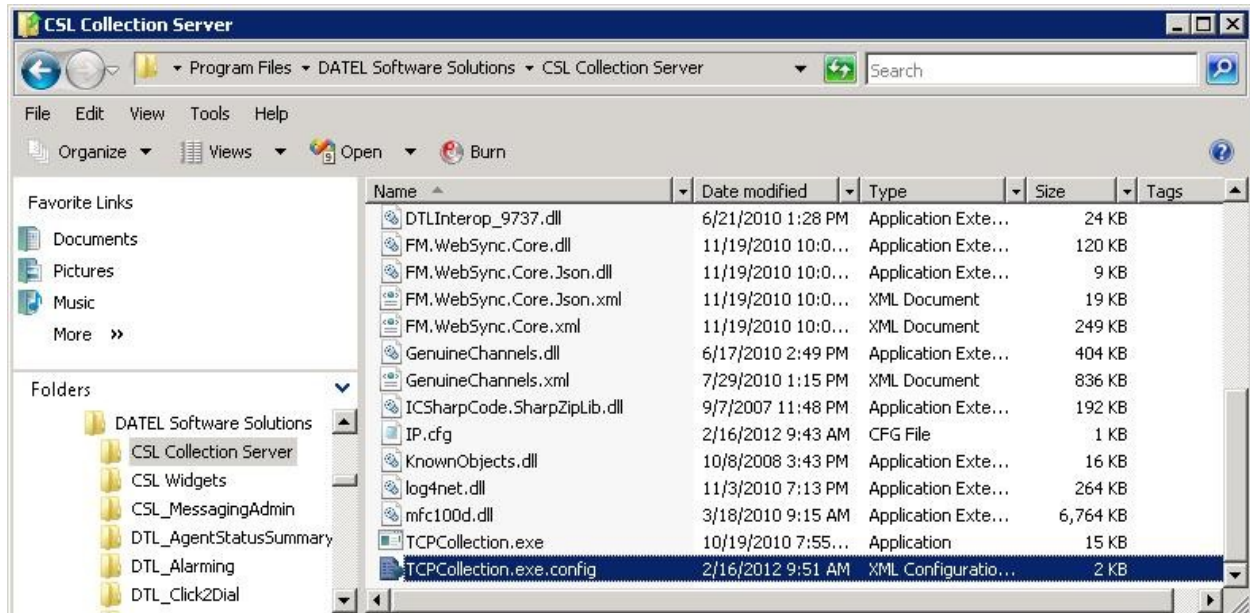 CSL Collection Server
Program Files DATEL Software Solutions CSL Collection Server Search
File Edit View Tools Help
Organize Views Open Burn
Favorite Links
Documents
Pictures
Music
More »
Folders
DATEL Software Solutions
CSL Collection Server
CSL Widgets
CSL_MessagingAdmin
DTL_AgentStatusSummary
DTL_Alarming
DTL_Click2Dial
Name Date modified Type Size Tags
DTLInterop_9737.dll 6/21/2010 1:28 PM Application Exte... 24 KB
FM.WebSync.Core.dll 11/19/2010 10:0... Application Exte... 120 KB
FM.WebSync.Core.Json.dll 11/19/2010 10:0... Application Exte... 9 KB
FM.WebSync.Core.Json.xml 11/19/2010 10:0... XML Document 19 KB
FM.WebSync.Core.xml 11/19/2010 10:0... XML Document 249 KB
GenuineChannels.dll 6/17/2010 2:49 PM Application Exte... 404 KB
GenuineChannels.xml 7/29/2010 1:15 PM XML Document 836 KB
ICSharpCode.SharpZipLib.dll 9/7/2007 11:48 PM Application Exte... 192 KB
IP.cfg 2/16/2012 9:43 AM CFG File 1 KB
KnownObjects.dll 10/8/2008 3:43 PM Application Exte... 16 KB
log4net.dll 11/3/2010 7:13 PM Application Exte... 264 KB
mfc100d.dll 3/18/2010 9:15 AM Application Exte... 6,764 KB
TCPCollection.exe 10/19/2010 7:55... Application 15 KB
TCPCollection.exe.config 2/16/2012 9:51 AM XML Configuratio... 2 KB